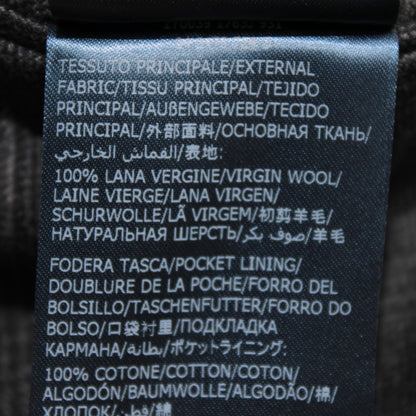 TESSUTO PRINCIPALE/EXTERNAL
FABRIC/TISSU PRINCIPAL/TEJIDO
PRINCIPAL/AUßENGEWEBE/TECIDO
PRINCIPAL/外部面料/ОСНОВНАЯ ТКАНЬ/
القماش الخارجي/表地:
100% LANA VERGINE/VIRGIN WOOL/
LAINE VIERGE/LANA VIRGEN/
SCHURWOLLE/LÃ VIRGEM/初剪羊毛/
НАТУРАЛЬНАЯ ШЕРСТЬ/صوف بكر/羊毛
FODERA TASCA/POCKET LINING/
DOUBLURE DE LA POCHE/FORRO DEL
BOLSILLO/TASCHENFUTTER/FORRO DO
BOLSO/口袋衬里/ПОДКЛАДКА
КАРМАНА/بطانة/ポケットライニング:
100% COTONE/COTTON/COTON/
ALGODÓN/BAUMWOLLE/ALGODÃO/棉/
ХЛОПОК/قطن/綿